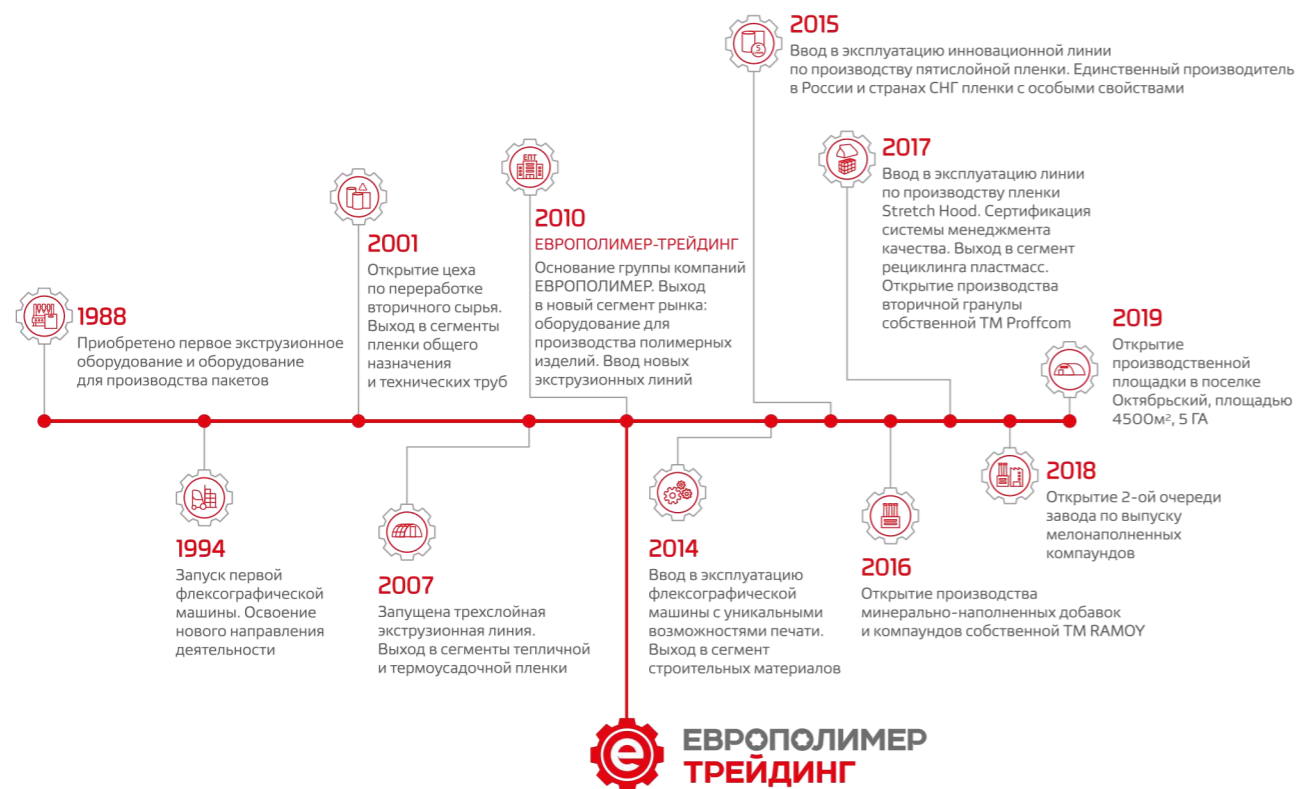 1988
Приобретено первое экструзионное
оборудование и оборудование
для производства пакетов
1994
Запуск первой
флексографической
машины. Освоение
нового направления
деятельности
2001
Открытие цеха
по переработке
вторичного сырья.
Выход в сегменты
пленки общего
назначения
и технических труб
2007
Запущена трехслойная
экструзионная линия.
Выход в сегменты тепличной
и термоусадочной пленки
ЕПТ
2010
ЕВРОПОЛИМЕР-ТРЕЙДИНГ
Основание группы компаний
ЕВРОПОЛИМЕР. Выход
в новый сегмент рынка:
оборудование для
производства полимерных
изделий. Ввод новых
экструзионных линий
2014
Ввод в эксплуатацию
флексографической
машины с уникальными
возможностями печати.
Выход в сегмент
строительных материалов
5
2015
Ввод в эксплуатацию инновационной линии
по производству пятислойной пленки. Единственный производитель
в России и странах СНГ пленки с особыми свойствами
2016
Открытие производства
минерально-наполненных добавок
и компаундов собственной ТМ RAMOY
2017
Ввод в эксплуатацию линии
по производству пленки
Stretch Hood. Сертификация
системы менеджмента
качества. Выход в сегмент
рециклинга пластмасс.
Открытие производства
вторичной гранулы
собственной ТМ Proffcom
2018
Открытие 2-ой очереди
завода по выпуску
мелонаполненных
компаундов
2019
Открытие
производственной
площадки в поселке
Октябрьский, площадью
4500м², 5 ГА
е
ЕВРОПОЛИМЕР
ТРЕЙДИНГ